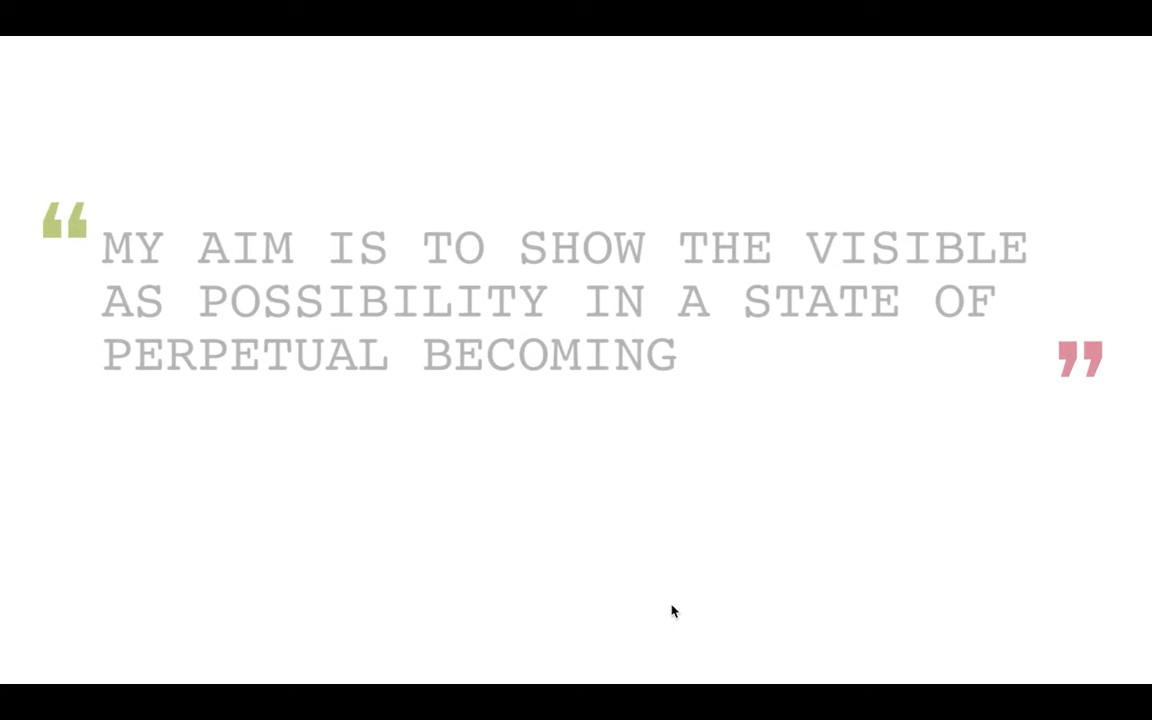 “MY AIM IS TO SHOW THE VISIBLE
AS POSSIBILITY IN A STATE OF
PERPETUAL BECOMING”